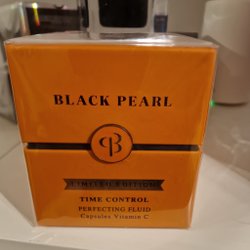 BLACK PEARL
LIMITED EDITION
TIME CONTROL
PERFECTING FLUID
Capsules Vitamin C